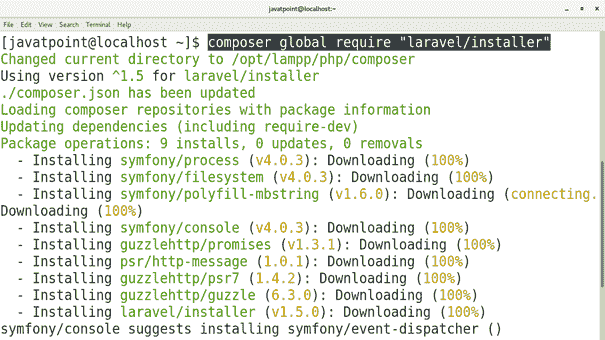 javatpoint@localhost:~
File Edit View Search Terminal Help
[javatpoint@localhost ~]$ composer global require "laravel/installer"
Changed current directory to /opt/lampp/php/composer
Using version ^1.5 for laravel/installer
./composer.json has been updated
Loading composer repositories with package information
Updating dependencies (including require-dev)
Package operations: 9 installs, 0 updates, 0 removals
- Installing symfony/process (v4.0.3): Downloading (100%)
- Installing symfony/filesystem (v4.0.3): Downloading (100%)
- Installing symfony/polyfill-mbstring (v1.6.0): Downloading (connecting.
Downloading (100%)
- Installing symfony/console (v4.0.3): Downloading (100%)
- Installing guzzlehttp/promises (v1.3.1): Downloading (100%)
- Installing psr/http-message (1.0.1): Downloading (100%)
- Installing guzzlehttp/psr7 (1.4.2): Downloading (100%)
- Installing guzzlehttp/guzzle (6.3.0): Downloading (100%)
- Installing laravel/installer (v1.5.0): Downloading (100%)
symfony/console suggests installing symfony/event-dispatcher ()